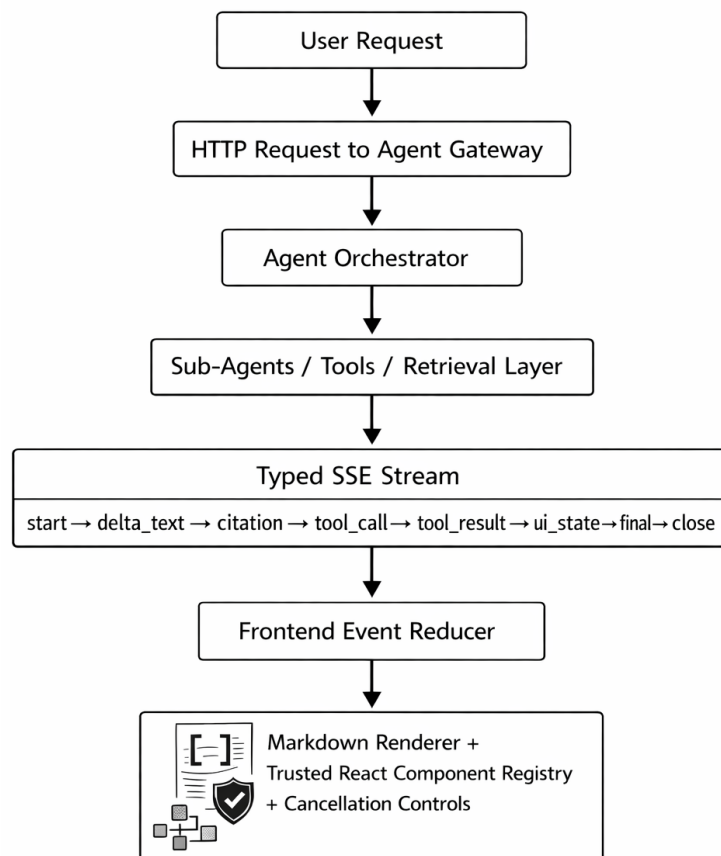 User Request
HTTP Request to Agent Gateway
Agent Orchestrator
Sub-Agents / Tools / Retrieval Layer
Typed SSE Stream
start → delta_text → citation → tool_call → tool_result → ui_state → final → close
Frontend Event Reducer
Markdown Renderer +
Trusted React Component Registry
+ Cancellation Controls